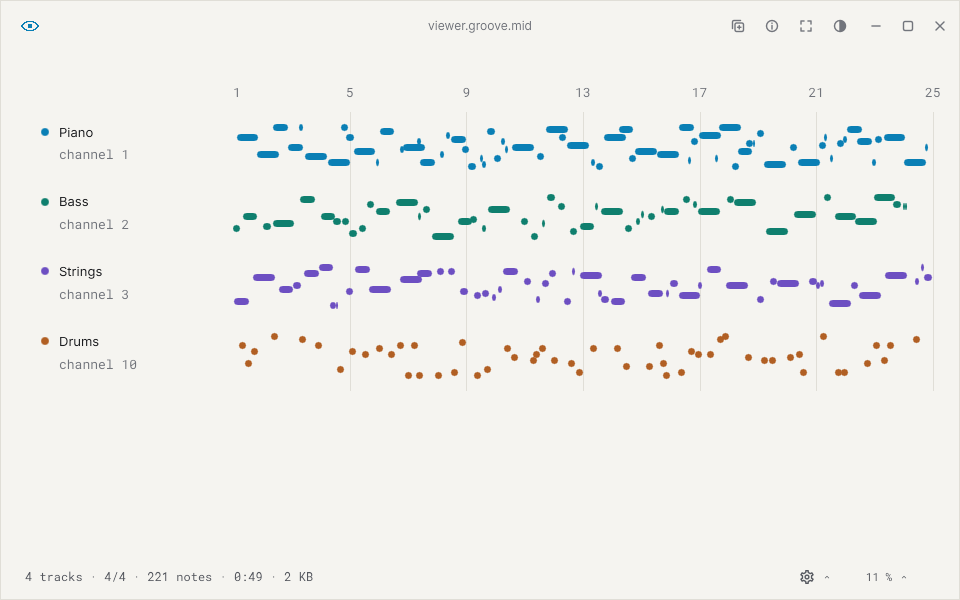 viewer.groove.mid
1 5 9 13 17 21 25
Piano
channel 1
Bass
channel 2
Strings
channel 3
Drums
channel 10
4 tracks · 4/4 · 221 notes · 0:49 · 2 KB
11 %